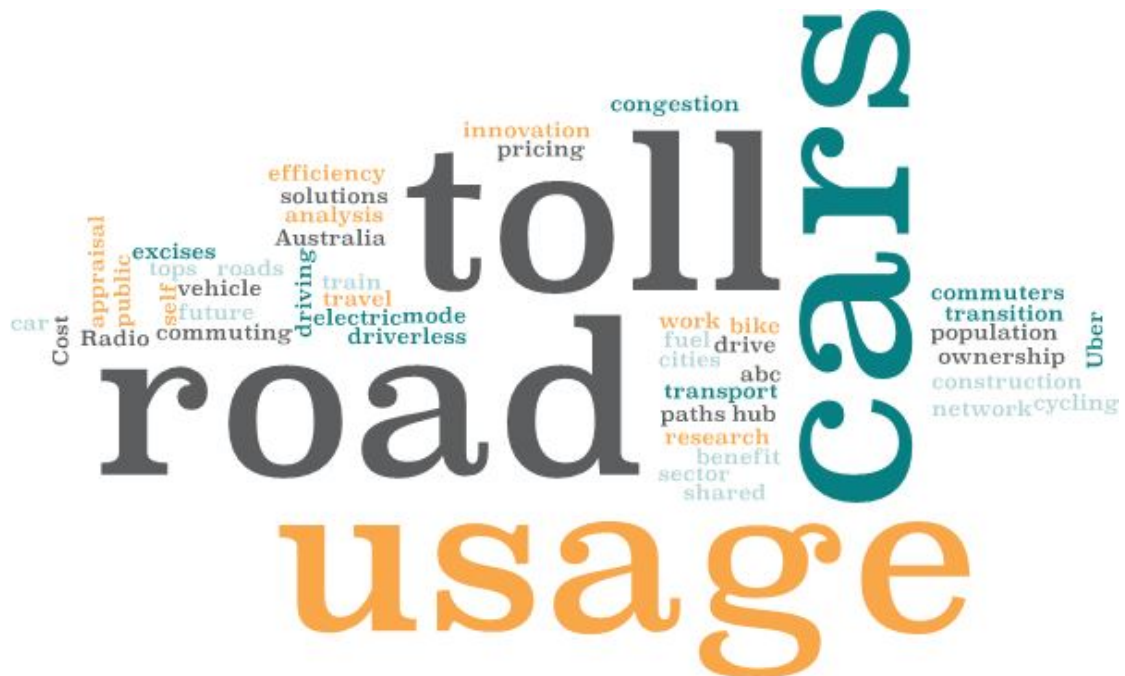 congestion
innovation
pricing
toll
cars
efficiency
solutions
analysis
Australia
appraisal
public
excises
tops roads
self
vehicle
future
commuting
driving
train
travel
electric mode
driverless
car
Cost
Radio
road
work bike
fuel drive
cities
abc
transport
paths hub
research
benefit
sector
shared
commuters
transition
population
ownership
construction
network cycling
Uber
usage